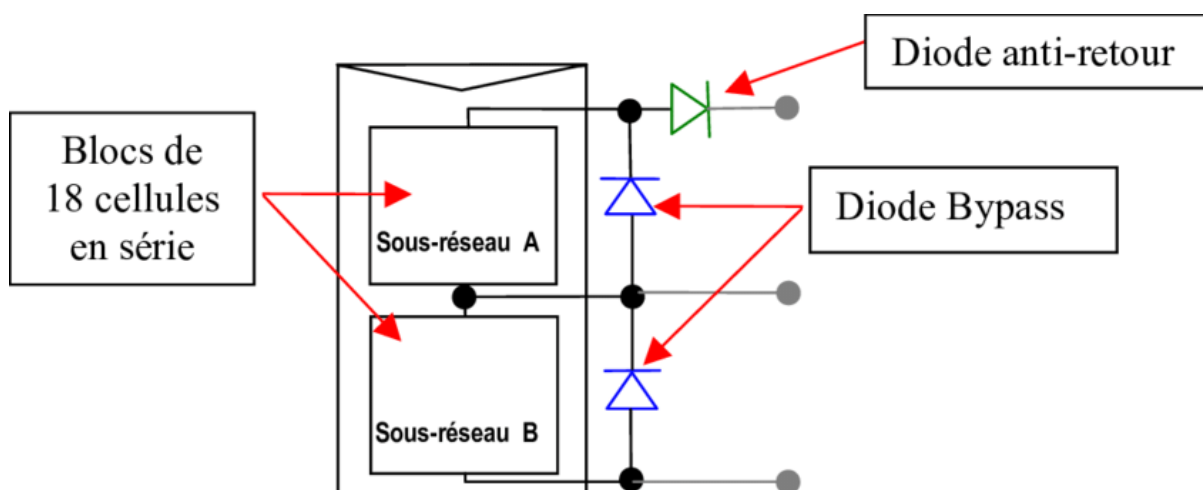 Diode anti-retour
Blocs de
18 cellules
en série
Diode Bypass
Sous-réseau A
Sous-réseau B